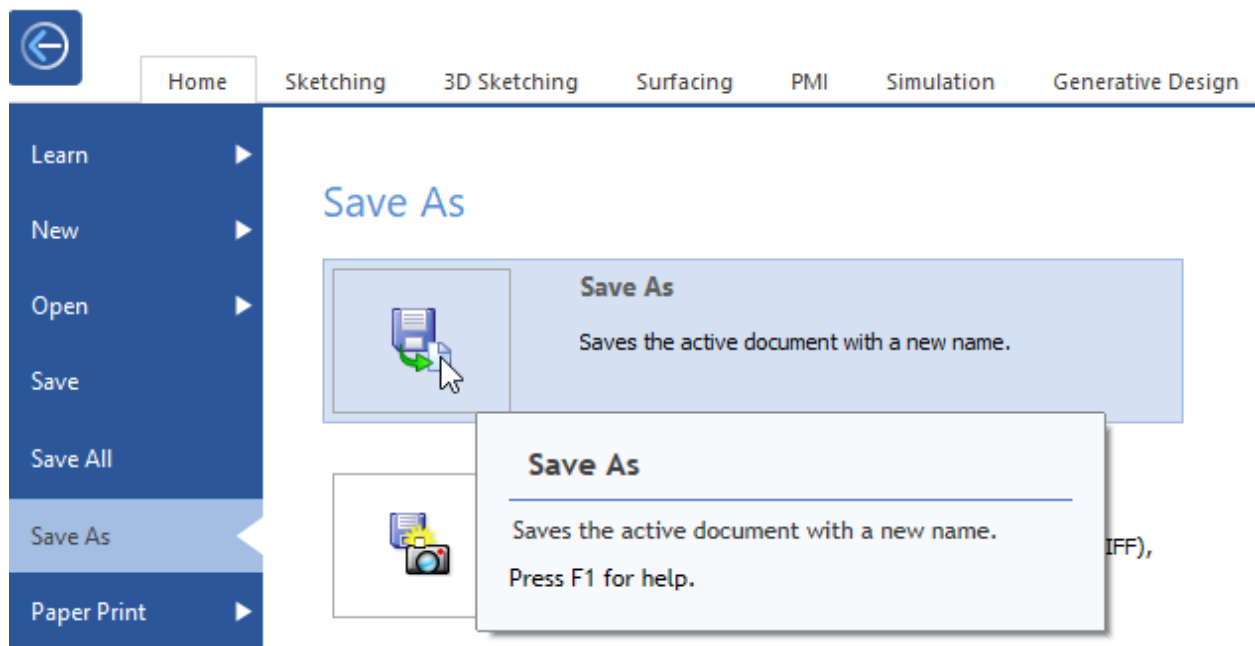 Home Sketching 3D Sketching Surfacing PMI Simulation Generative Design
Learn
New
Open
Save
Save All
Save As
Paper Print
Save As
Save As
Saves the active document with a new name.
Save As
Saves the active document with a new name.
Press F1 for help.
IFF),